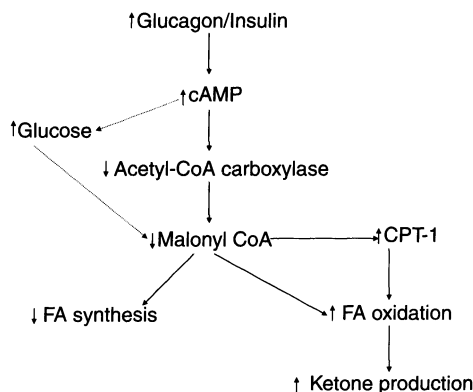 ↑Glucagon/Insulin
↑cAMP
↑Glucose
↓Acetyl-CoA carboxylase
↓Malonyl CoA
↑CPT-1
↓ FA synthesis
↑ FA oxidation
↑ Ketone production